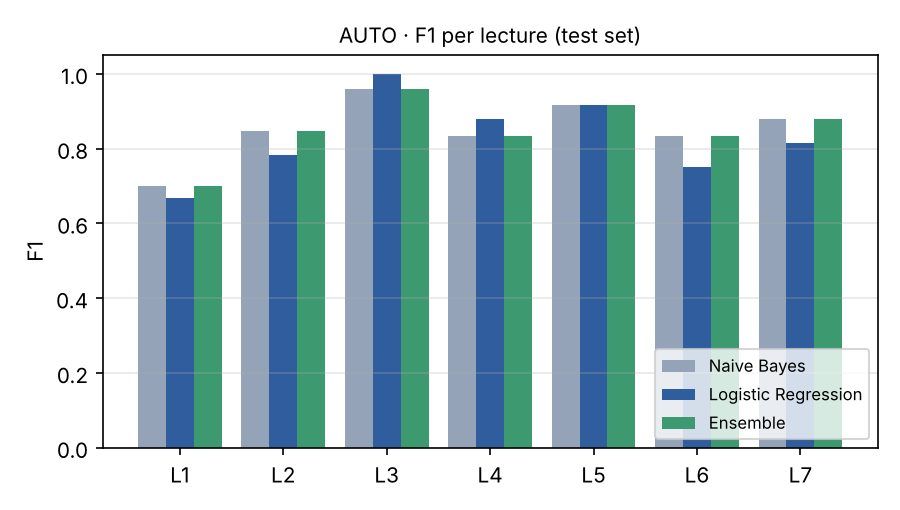 AUTO · F1 per lecture (test set)
F1
1.0
0.8
0.6
0.4
0.2
0.0
Naive Bayes
Logistic Regression
Ensemble
L1 L2 L3 L4 L5 L6 L7